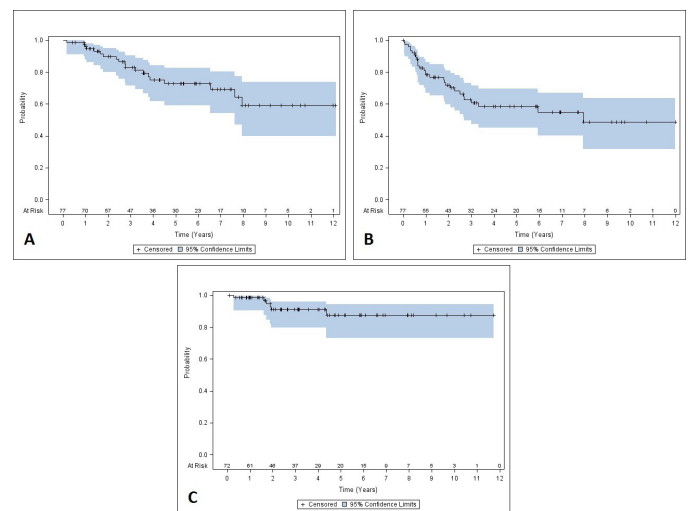 1.0
0.8
0.6
0.4
0.2
0.0
Probability
At Risk 77 70 57 47 36 30 23 17 10 7 5 2 1
0 1 2 3 4 5 6 7 8 9 10 11 12
Time (Years)
+ Censored 95% Confidence Limits
A
1.0
0.8
0.6
0.4
0.2
0.0
Probability
At Risk 77 55 43 32 24 20 15 11 7 6 2 1 0
0 1 2 3 4 5 6 7 8 9 10 11 12
Time (Years)
+ Censored 95% Confidence Limits
B
1.0
0.8
0.6
0.4
0.2
0.0
Probability
At Risk 72 61 46 37 29 20 16 9 7 5 3 1 0
0 1 2 3 4 5 6 7 8 9 10 11 12
Time (Years)
+ Censored 95% Confidence Limits
C